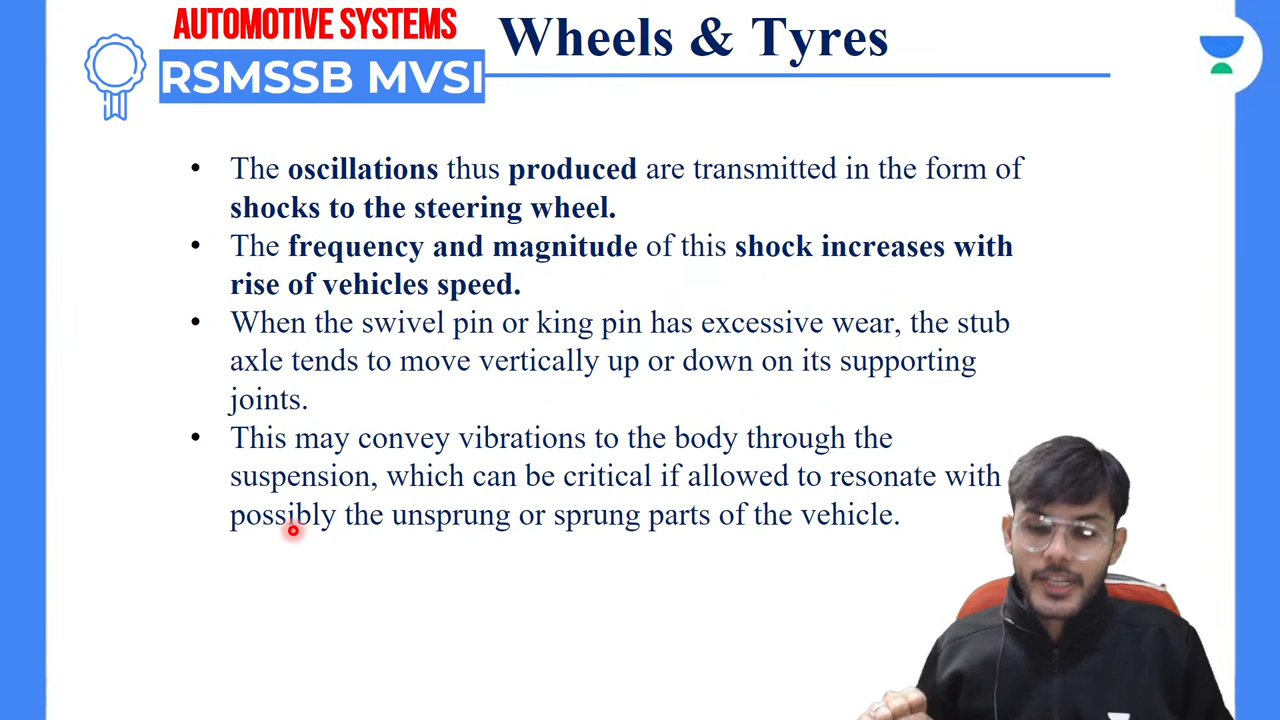 AUTOMOTIVE SYSTEMS
RSMSSB MVSI
Wheels & Tyres
• The oscillations thus produced are transmitted in the form of
shocks to the steering wheel.
• The frequency and magnitude of this shock increases with
rise of vehicles speed.
• When the swivel pin or king pin has excessive wear, the stub
axle tends to move vertically up or down on its supporting
joints.
• This may convey vibrations to the body through the
suspension, which can be critical if allowed to resonate with
possibly the unsprung or sprung parts of the vehicle.